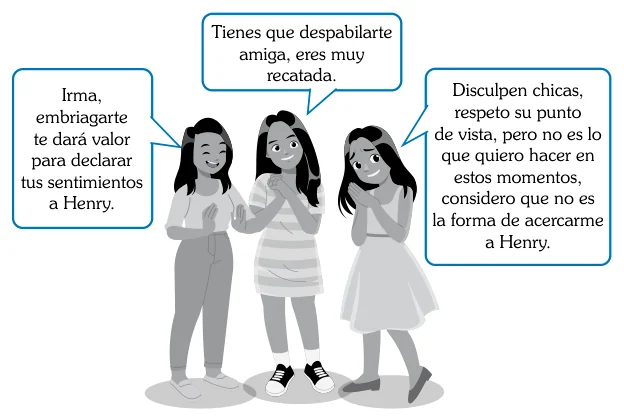 Irma,
embriagarte
te dará valor
para declarar
tus sentimientos
a Henry.
Tienes que despabilarte
amiga, eres muy
recatada.
Disculpen chicas,
respeto su punto
de vista, pero no es lo
que quiero hacer en
estos momentos,
considero que no es
la forma de acercarme
a Henry.